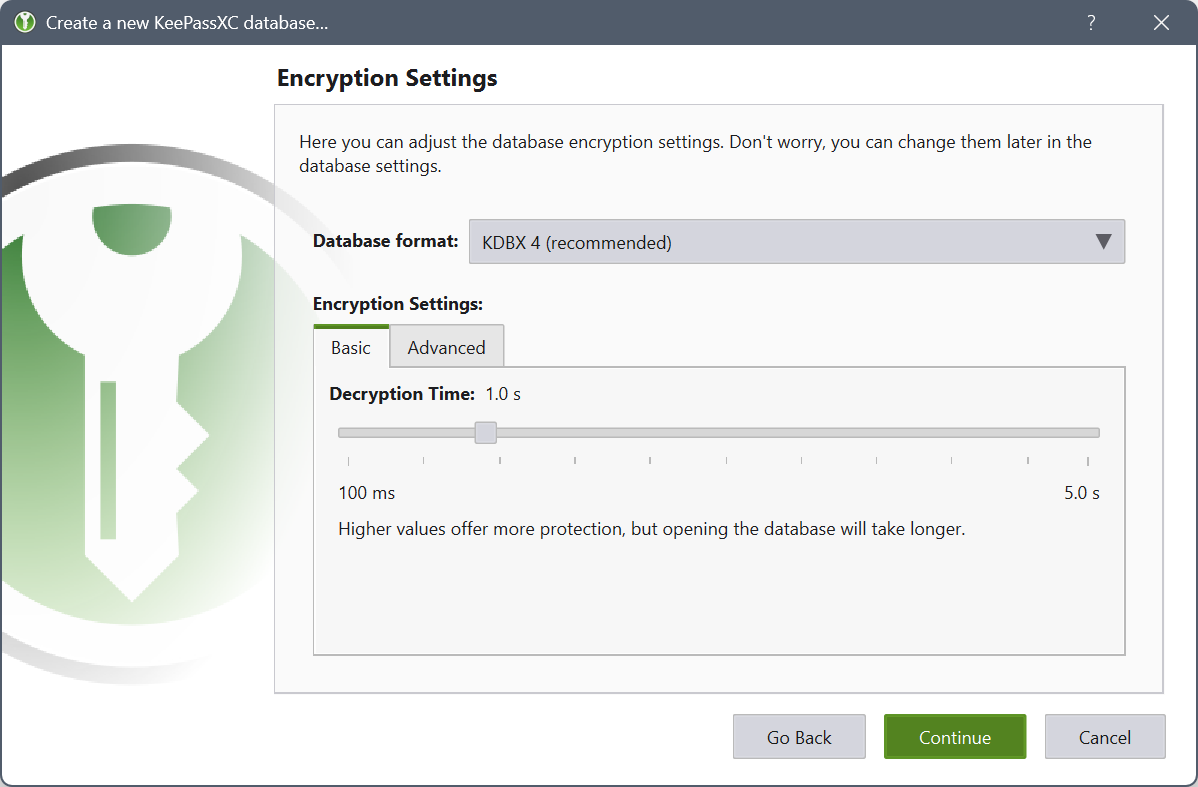 Create a new KeePassXC database...
?
Encryption Settings
Here you can adjust the database encryption settings. Don't worry, you can change them later in the
database settings.
Database format: KDBX 4 (recommended)
Encryption Settings:
Basic Advanced
Decryption Time: 1.0 s
100 ms 5.0 s
Higher values offer more protection, but opening the database will take longer.
Go Back Continue Cancel